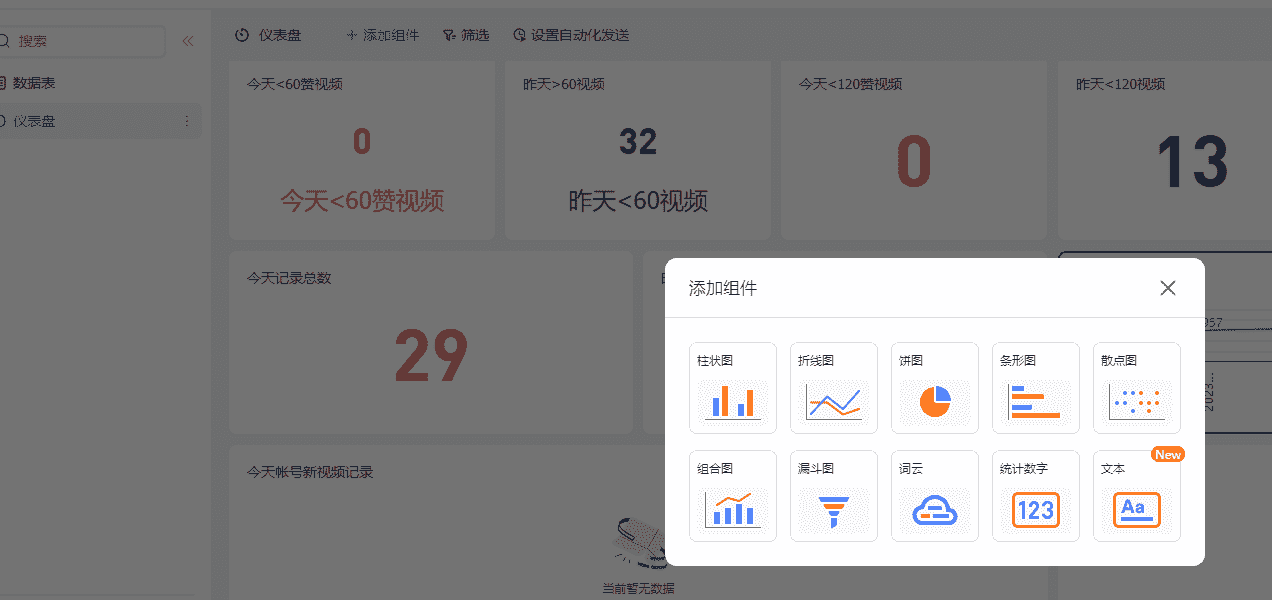 仪表盘
添加组件
筛选
设置自动化发送
搜索
数据表
仪表盘
今天<60赞视频
0
今天<60赞视频
昨天>60视频
32
昨天<60视频
今天<120赞视频
0
昨天<120视频
13
今天记录总数
29
添加组件
柱状图
折线图
饼图
条形图
散点图
组合图
漏斗图
词云
统计数字
123
文本
Aa
New
957
2023...
今天帐号新视频记录
当前暂无数据